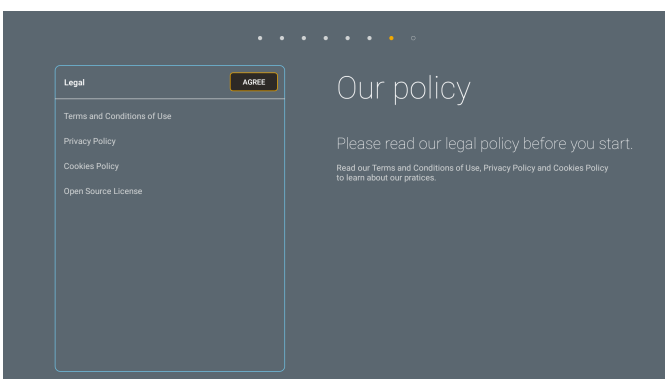 Legal
AGREE
Terms and Conditions of Use
Privacy Policy
Cookies Policy
Open Source License
Our policy
Please read our legal policy before you start.
Read our Terms and Conditions of Use, Privacy Policy and Cookies Policy
to learn about our pratices.